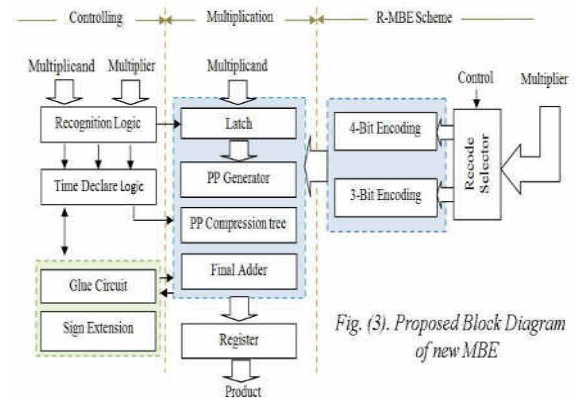 Controlling
Multiplication
R-MBE Scheme
Multiplicand
Multiplier
Multiplicand
Control
Multiplier
Recognition Logic
Latch
4-Bit Encoding
Recode
Selector
Time Declare Logic
PP Generator
3-Bit Encoding
PP Compression tree
Glue Circuit
Final Adder
Sign Extension
Register
Product
Fig. (3). Proposed Block Diagram
of new MBE